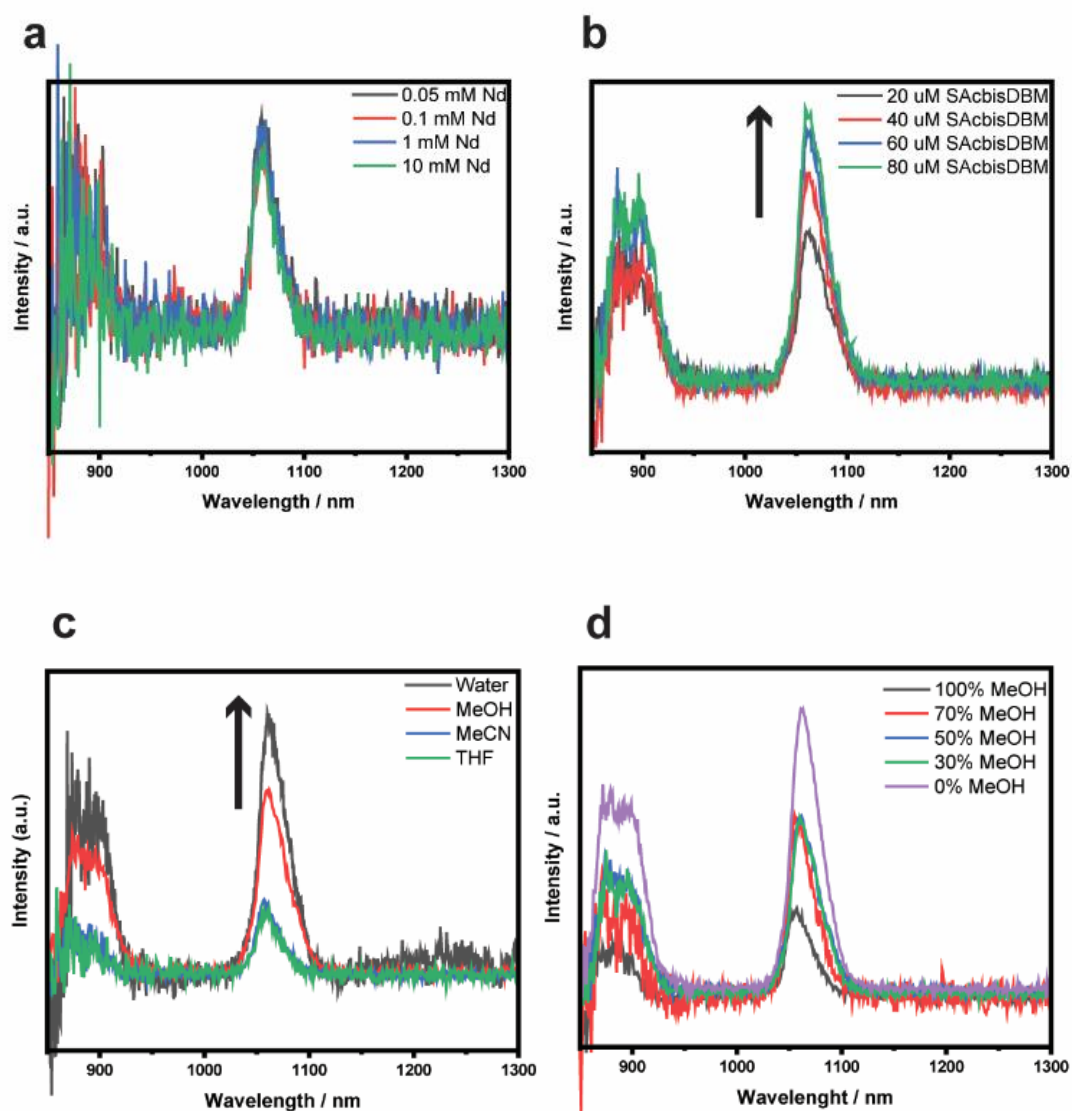 a
0.05 mM Nd
0.1 mM Nd
1 mM Nd
10 mM Nd
Intensity / a.u.
900 1000 1100 1200 1300
Wavelength / nm
b
20 uM SAcbisDBM
40 uM SAcbisDBM
60 uM SAcbisDBM
80 uM SAcbisDBM
Intensity / a.u.
900 1000 1100 1200 1300
Wavelength / nm
c
Water
MeOH
MeCN
THF
Intensity (a.u.)
900 1000 1100 1200 1300
Wavelength / nm
d
100% MeOH
70% MeOH
50% MeOH
30% MeOH
0% MeOH
Intensity / a.u.
900 1000 1100 1200 1300
Wavelenght / nm